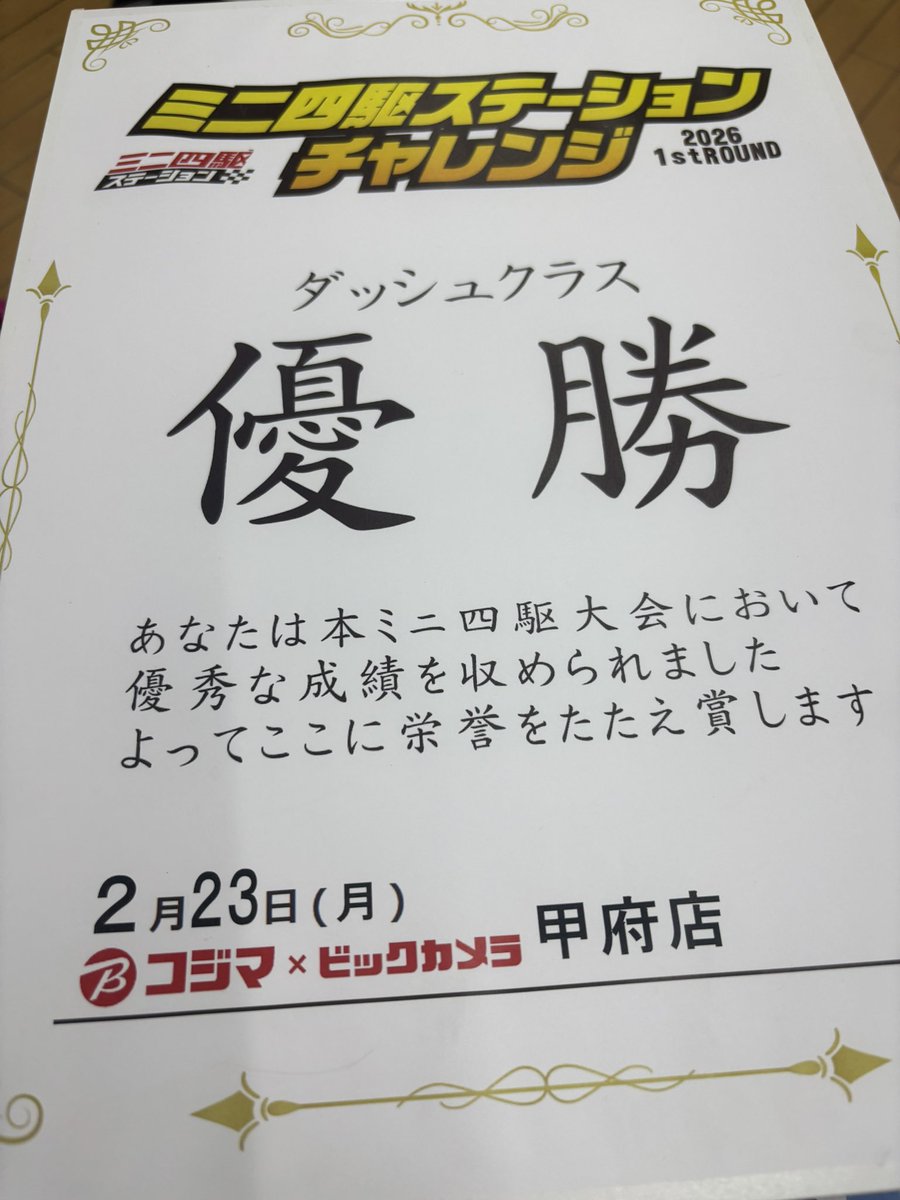 ミニ四駆ステーション
チャレンジ
2026
1stROUND
ミニ四駆
ステーション
ダッシュクラス
優勝
あなたは本ミニ四駆大会において
優秀な成績を収められました
よってここに栄誉をたたえ賞します
2月23日(月)
B コジマ×ビックカメラ 甲府店